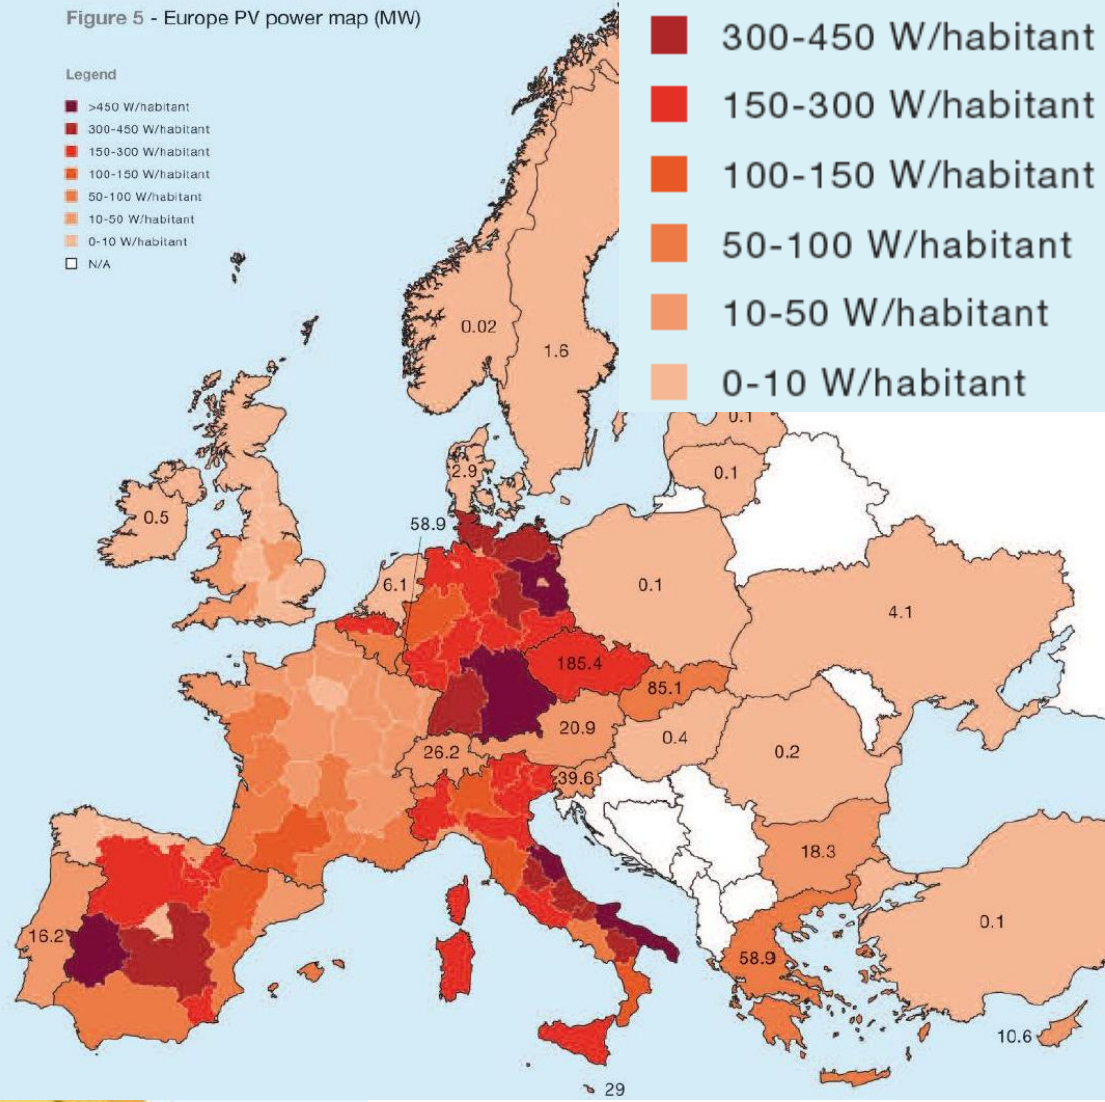 Figure 5 - Europe PV power map (MW)
Legend
>450 W/habitant
300-450 W/habitant
150-300 W/habitant
100-150 W/habitant
50-100 W/habitant
10-50 W/habitant
0-10 W/habitant
N/A
300-450 W/habitant
150-300 W/habitant
100-150 W/habitant
50-100 W/habitant
10-50 W/habitant
0-10 W/habitant
0.02
1.6
0.1
2.9
0.1
0.5
58.9
6.1
0.1
4.1
185.4
85.1
20.9
26.2
0.4
0.2
39.6
18.3
16.2
0.1
58.9
10.6
29